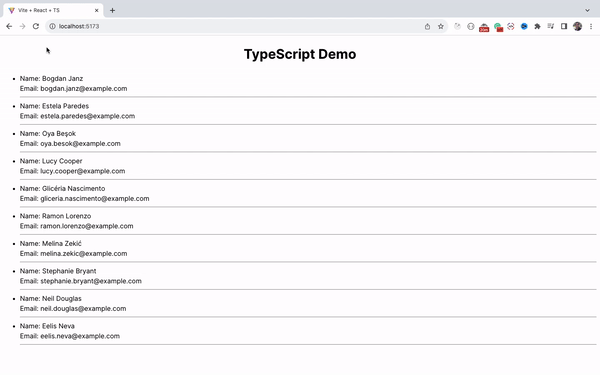 Vite + React + TS
localhost:5173
TypeScript Demo
Name: Bogdan Janz
Email: bogdan.janz@example.com
Name: Estela Paredes
Email: estela.paredes@example.com
Name: Oya Beşok
Email: oya.besok@example.com
Name: Lucy Cooper
Email: lucy.cooper@example.com
Name: Glicéria Nascimento
Email: gliceria.nascimento@example.com
Name: Ramon Lorenzo
Email: ramon.lorenzo@example.com
Name: Melina Zekić
Email: melina.zekic@example.com
Name: Stephanie Bryant
Email: stephanie.bryant@example.com
Name: Neil Douglas
Email: neil.douglas@example.com
Name: Eelis Neva
Email: eelis.neva@example.com